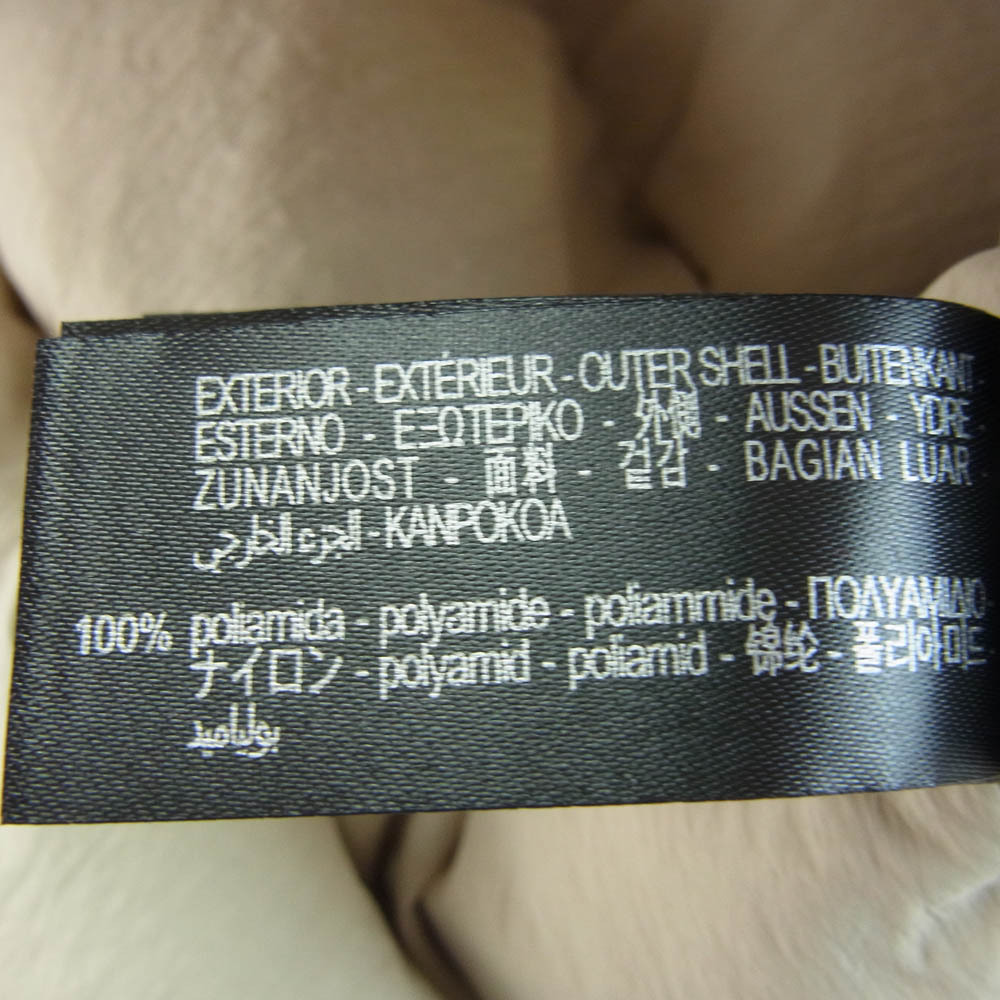 EXTERIOR - EXTÉRIEUR - OUTER SHELL - BUITENKANT -
ESTERNO - ΕΞΩΤΕΡΙΚΟ - 外側 - AUSSEN - YDRE -
ZUNANJOST - 面料 - 겉감 - BAGIAN LUAR -
الجزء الخارجي - KANPOKOA
100% poliamida - polyamide - poliammide - ΠΟΛΥΑΜΙΔΙΟ -
ナイロン - polyamid - poliamid - 锦纶 - 폴리아미드
بولياميد